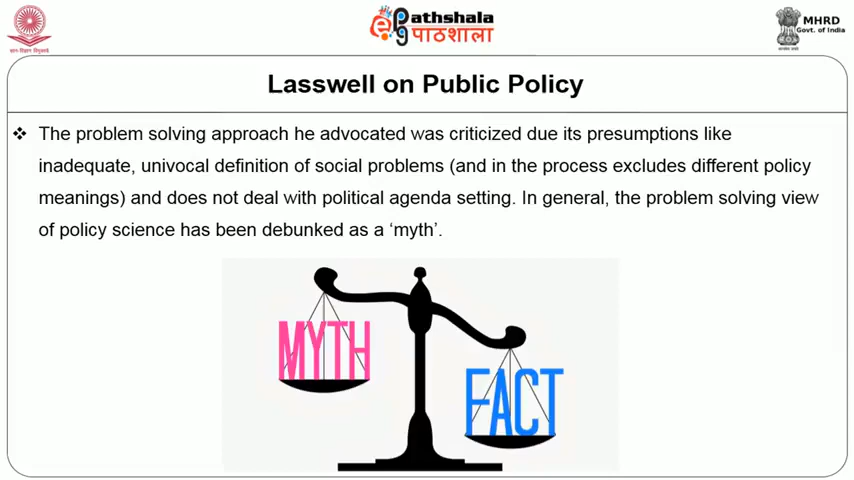 ePathshala
पाठशाला
MHRD
Govt. of India
Lasswell on Public Policy
❖ The problem solving approach he advocated was criticized due its presumptions like
inadequate, univocal definition of social problems (and in the process excludes different policy
meanings) and does not deal with political agenda setting. In general, the problem solving view
of policy science has been debunked as a ‘myth’.
MYTH
FACT